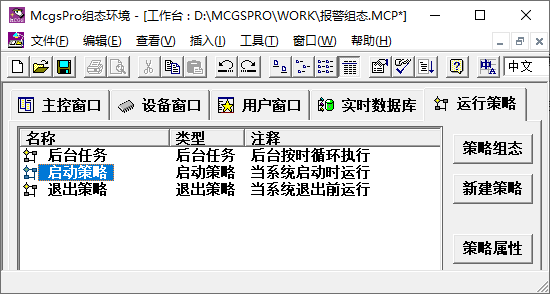 McgsPro组态环境 - [工作台 : D:\MCGSPRO\WORK\报警组态.MCP*]
文件(F) 编辑(E) 查看(V) 插入(I) 工具(T) 窗口(W) 帮助(H)
中文
主控窗口 设备窗口 用户窗口 实时数据库 运行策略
名称 类型 注释
后台任务 后台任务 后台按时循环执行
启动策略 启动策略 当系统启动时运行
退出策略 退出策略 当系统退出前运行
策略组态
新建策略
策略属性